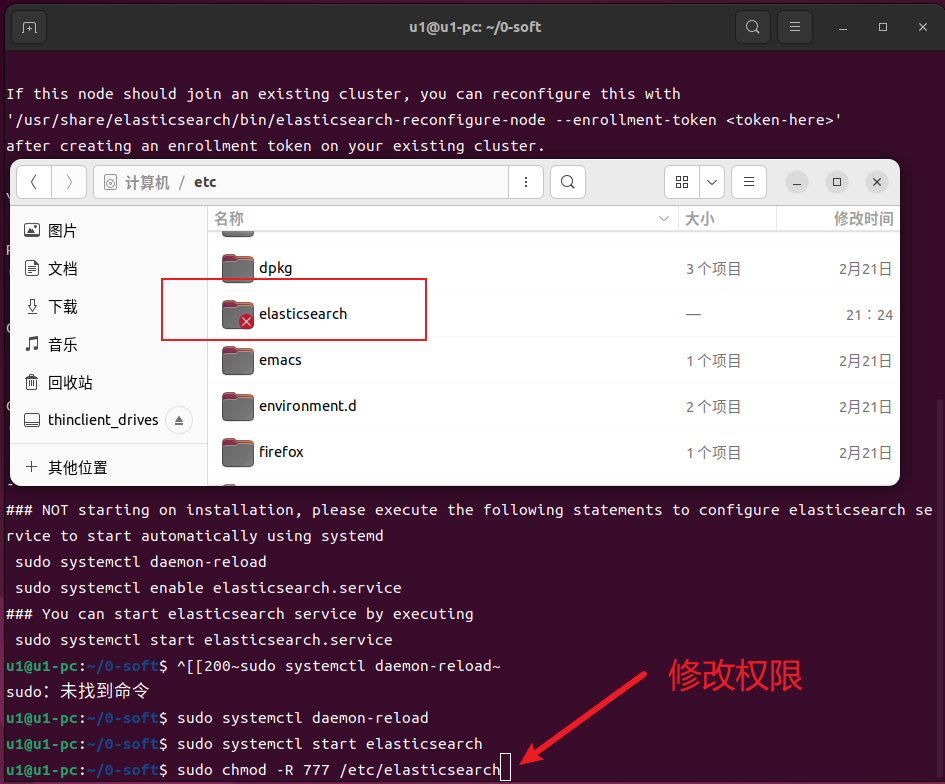 u1@u1-pc: ~/0-soft
If this node should join an existing cluster, you can reconfigure this with
'/usr/share/elasticsearch/bin/elasticsearch-reconfigure-node --enrollment-token <token-here>'
after creating an enrollment token on your existing cluster.
计算机 / etc
名称 大小 修改时间
图片
文档
下载
音乐
回收站
thinclient_drives
其他位置
dpkg 3 个项目 2月21日
elasticsearch — 21：24
emacs 1 个项目 2月21日
environment.d 2 个项目 2月21日
firefox 1 个项目 2月21日
### NOT starting on installation, please execute the following statements to configure elasticsearch se
rvice to start automatically using systemd
sudo systemctl daemon-reload
sudo systemctl enable elasticsearch.service
### You can start elasticsearch service by executing
sudo systemctl start elasticsearch.service
u1@u1-pc:~/0-soft$ ^[[200~sudo systemctl daemon-reload~
sudo：未找到命令
u1@u1-pc:~/0-soft$ sudo systemctl daemon-reload
u1@u1-pc:~/0-soft$ sudo systemctl start elasticsearch
u1@u1-pc:~/0-soft$ sudo chmod -R 777 /etc/elasticsearch
修改权限